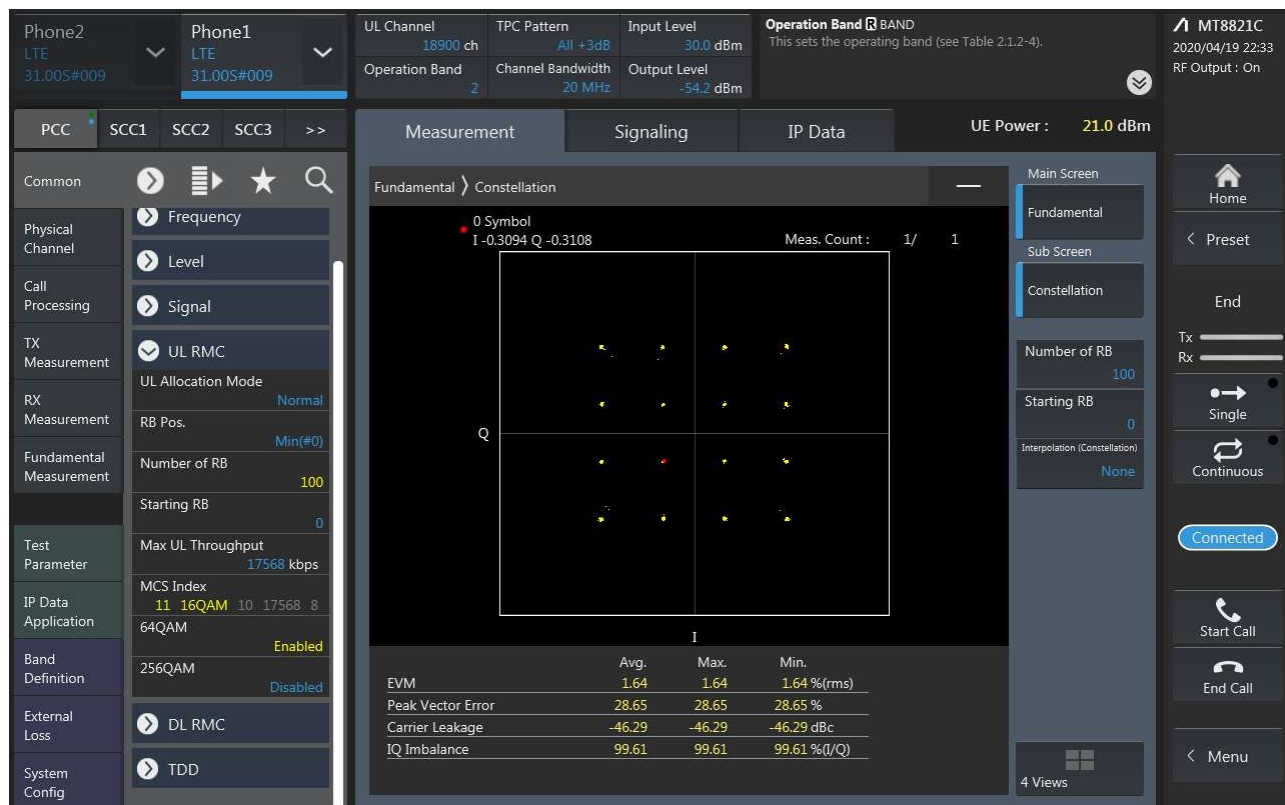 Phone2
LTE
31.00S#009
Phone1
LTE
31.00S#009
UL Channel
18900 ch
TPC Pattern
All +3dB
Input Level
30.0 dBm
Operation Band
2
Channel Bandwidth
20 MHz
Output Level
-54.2 dBm
Operation Band R BAND
This sets the operating band (see Table 2.1.2-4).
MT8821C
2020/04/19 22:33
RF Output : On
PCC SCC1 SCC2 SCC3 >>
Measurement Signaling IP Data
UE Power : 21.0 dBm
Common
Physical
Channel
Call
Processing
TX
Measurement
RX
Measurement
Fundamental
Measurement
Test
Parameter
IP Data
Application
Band
Definition
External
Loss
System
Config
Frequency
Level
Signal
UL RMC
UL Allocation Mode
Normal
RB Pos.
Min(#0)
Number of RB
100
Starting RB
0
Max UL Throughput
17568 kbps
MCS Index
11 16QAM 10 17568 8
64QAM
Enabled
256QAM
Disabled
DL RMC
TDD
Fundamental 〉 Constellation
0 Symbol
I -0.3094 Q -0.3108
Meas. Count : 1/ 1
Q
I
Avg. Max. Min.
EVM 1.64 1.64 1.64 %(rms)
Peak Vector Error 28.65 28.65 28.65 %
Carrier Leakage -46.29 -46.29 -46.29 dBc
IQ Imbalance 99.61 99.61 99.61 %(I/Q)
Main Screen
Fundamental
Sub Screen
Constellation
Number of RB
100
Starting RB
0
Interpolation (Constellation)
None
4 Views
Home
< Preset
End
Tx
Rx
Single
Continuous
Connected
Start Call
End Call
< Menu